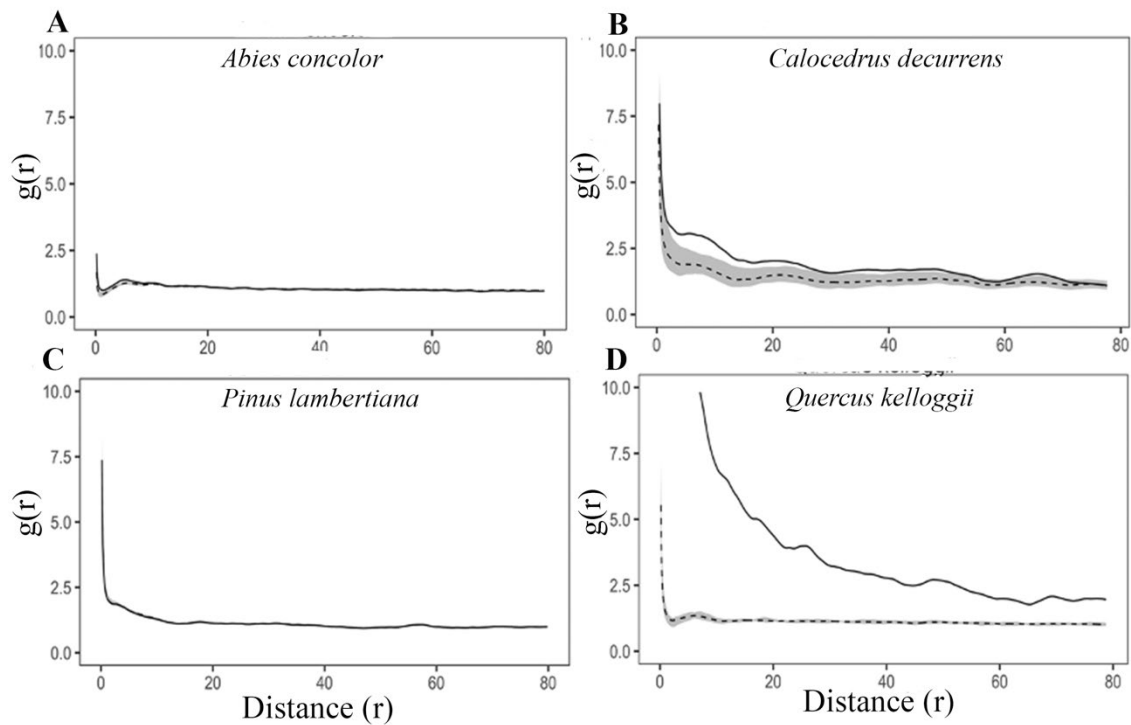 A
Abies concolor
g(r)
10.0
7.5
5.0
2.5
0.0
0 20 40 60 80
B
Calocedrus decurrens
g(r)
10.0
7.5
5.0
2.5
0.0
0 20 40 60 80
C
Pinus lambertiana
g(r)
10.0
7.5
5.0
2.5
0.0
0 20 40 60 80
Distance (r)
D
Quercus kelloggii
g(r)
10.0
7.5
5.0
2.5
0.0
0 20 40 60 80
Distance (r)